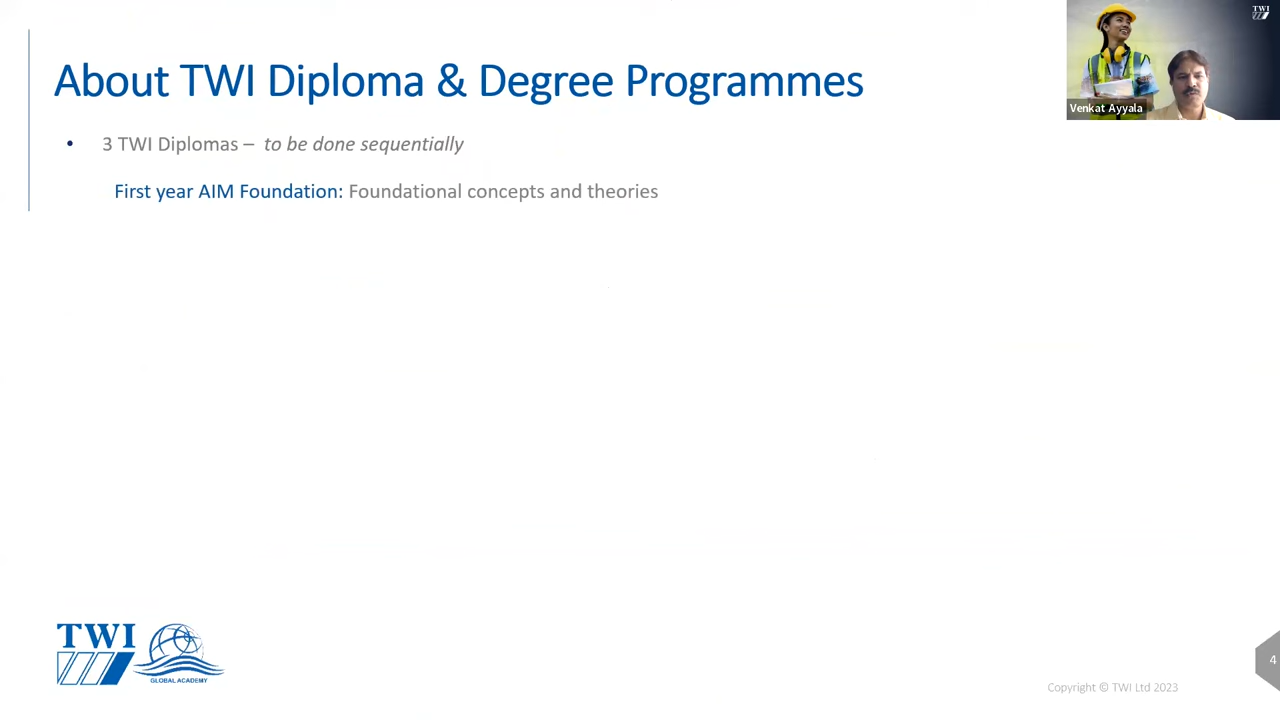 About TWI Diploma & Degree Programmes
• 3 TWI Diplomas – to be done sequentially
First year AIM Foundation: Foundational concepts and theories
TWI
Venkat Ayyala
TWI
GLOBAL ACADEMY
Copyright © TWI Ltd 2023
4